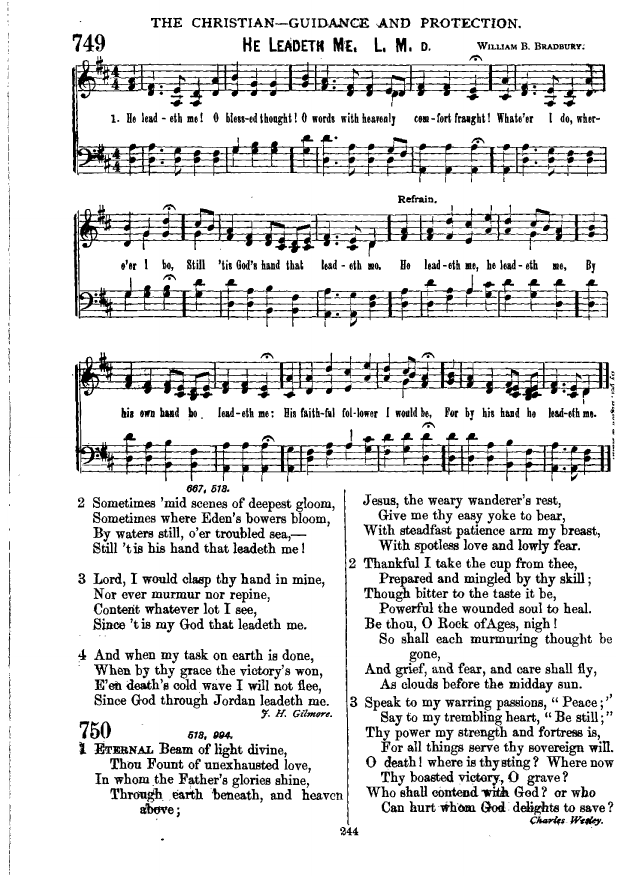 THE CHRISTIAN—GUIDANCE AND PROTECTION.
749 HE LEADETH ME. L. M. D. WILLIAM B. BRADBURY.
1. He lead - eth me! O bless-ed thought! O words with heavenly com-fort fraught! Whate'er I do, wher-
Refrain.
e'er I be, Still 'tis God's hand that lead - eth me. He lead-eth me, he lead-eth me, By
his own hand he lead-eth me: His faith-ful fol-lower I would be, For by his hand he lead-eth me.
667, 518.
2 Sometimes 'mid scenes of deepest gloom,
Sometimes where Eden's bowers bloom,
By waters still, o'er troubled sea,—
Still 't is his hand that leadeth me!
3 Lord, I would clasp thy hand in mine,
Nor ever murmur nor repine,
Content whatever lot I see,
Since 't is my God that leadeth me.
4 And when my task on earth is done,
When by thy grace the victory's won,
E'en death's cold wave I will not flee,
Since God through Jordan leadeth me.
J. H. Gilmore.
750 518, 994.
1 ETERNAL Beam of light divine,
Thou Fount of unexhausted love,
In whom the Father's glories shine,
Through earth beneath, and heaven
above;
Jesus, the weary wanderer's rest,
Give me thy easy yoke to bear,
With steadfast patience arm my breast,
With spotless love and lowly fear.
2 Thankful I take the cup from thee,
Prepared and mingled by thy skill;
Though bitter to the taste it be,
Powerful the wounded soul to heal.
Be thou, O Rock of Ages, nigh!
So shall each murmuring thought be
gone,
And grief, and fear, and care shall fly,
As clouds before the midday sun.
3 Speak to my warring passions, "Peace;"
Say to my trembling heart, "Be still;"
Thy power my strength and fortress is,
For all things serve thy sovereign will.
O death! where is thy sting? Where now
Thy boasted victory, O grave?
Who shall contend with God? or who
Can hurt whom God delights to save?
Charles Wesley.
244